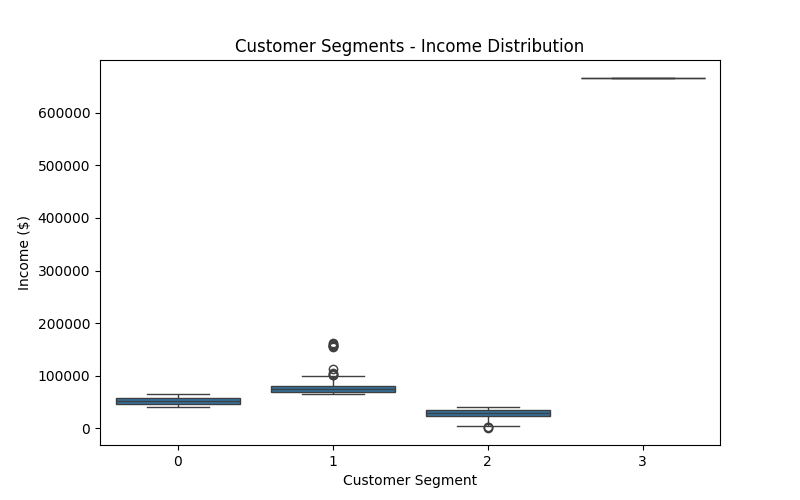 Customer Segments - Income Distribution
600000
500000
400000
300000
200000
100000
0
Income ($)
0 1 2 3
Customer Segment